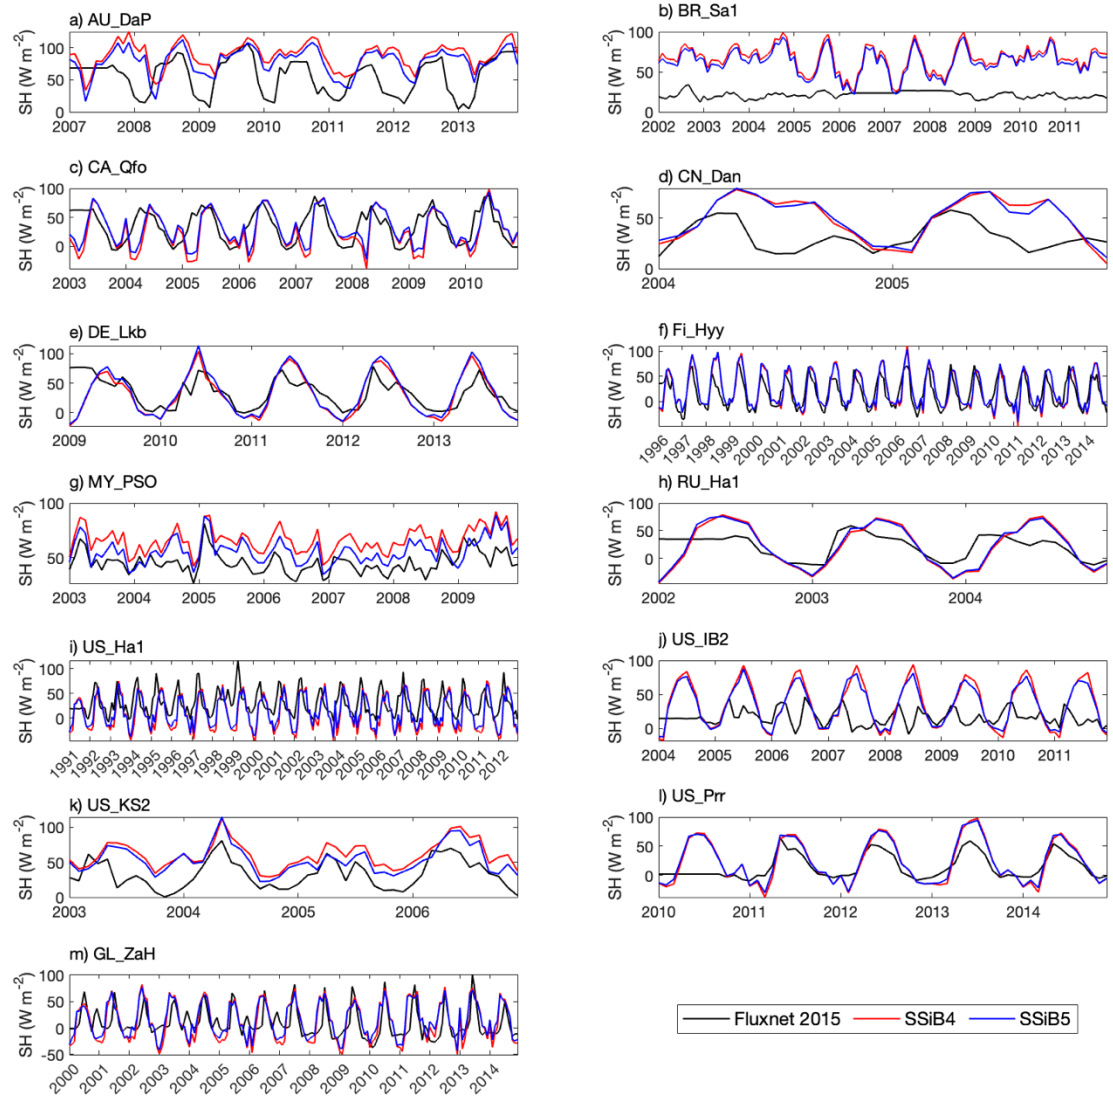 a) AU_DaP
SH (W m⁻²)
100
75
50
25
0
2007 2008 2009 2010 2011 2012 2013
b) BR_Sa1
SH (W m⁻²)
100
50
0
2002 2003 2004 2005 2006 2007 2008 2009 2010 2011
c) CA_Qfo
SH (W m⁻²)
100
50
0
2003 2004 2005 2006 2007 2008 2009 2010
d) CN_Dan
SH (W m⁻²)
50
0
2004 2005
e) DE_Lkb
SH (W m⁻²)
100
50
0
2009 2010 2011 2012 2013
f) Fi_Hyy
SH (W m⁻²)
100
50
0
1996 1997 1998 1999 2000 2001 2002 2003 2004 2005 2006 2007 2008 2009 2010 2011 2012 2013 2014
g) MY_PSO
SH (W m⁻²)
100
50
2003 2004 2005 2006 2007 2008 2009
h) RU_Ha1
SH (W m⁻²)
100
50
0
2002 2003 2004
i) US_Ha1
SH (W m⁻²)
100
50
0
1991 1992 1993 1994 1995 1996 1997 1998 1999 2000 2001 2002 2003 2004 2005 2006 2007 2008 2009 2010 2011 2012
j) US_IB2
SH (W m⁻²)
100
50
0
2004 2005 2006 2007 2008 2009 2010 2011
k) US_KS2
SH (W m⁻²)
100
50
0
2003 2004 2005 2006
l) US_Prr
SH (W m⁻²)
100
50
0
2010 2011 2012 2013 2014
m) GL_ZaH
SH (W m⁻²)
100
50
0
-50
2000 2001 2002 2003 2004 2005 2006 2007 2008 2009 2010 2011 2012 2013 2014
Fluxnet 2015 SSiB4 SSiB5